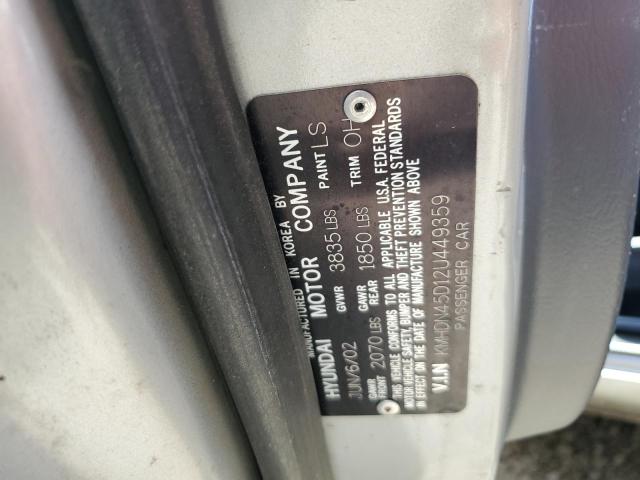 MANUFACTURED IN KOREA BY
HYUNDAI MOTOR COMPANY
JUN/6/02 GVWR 3835 LBS PAINT LS
GAWR FRONT 2070 LBS GAWR REAR 1850 LBS TRIM OH
THIS VEHICLE CONFORMS TO ALL APPLICABLE U.S.A. FEDERAL
MOTOR VEHICLE SAFETY, BUMPER AND THEFT PREVENTION STANDARDS
IN EFFECT ON THE DATE OF MANUFACTURE SHOWN ABOVE
V.I.N KMHDN45D12U449359
PASSENGER CAR